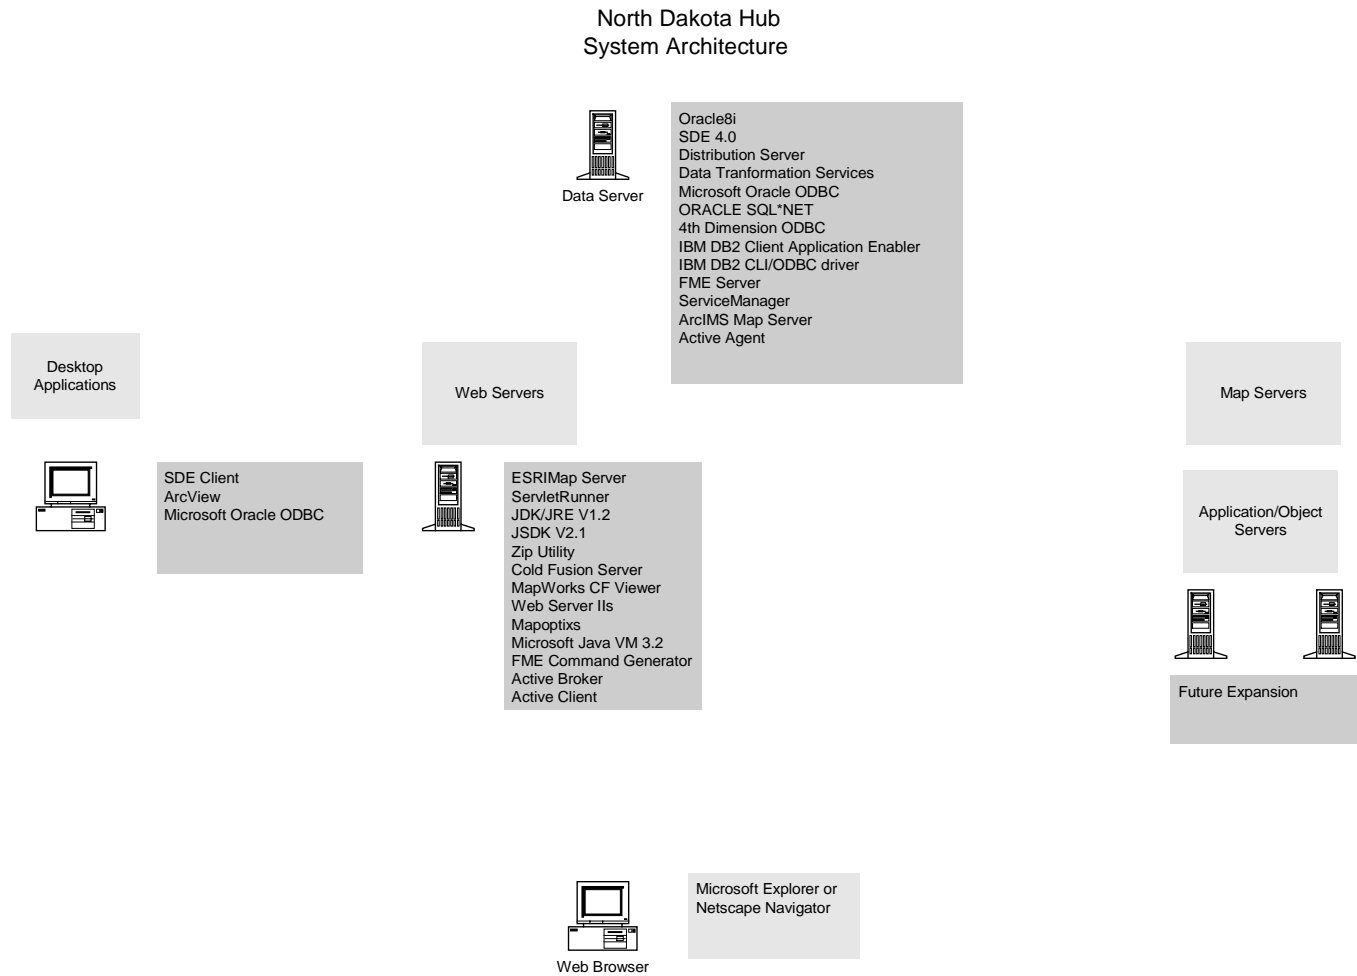 North Dakota Hub
System Architecture
Oracle8i
SDE 4.0
Distribution Server
Data Tranformation Services
Microsoft Oracle ODBC
ORACLE SQL*NET
4th Dimension ODBC
IBM DB2 Client Application Enabler
IBM DB2 CLI/ODBC driver
FME Server
ServiceManager
ArcIMS Map Server
Active Agent
Data Server
Desktop
Applications
Web Servers
Map Servers
SDE Client
ArcView
Microsoft Oracle ODBC
ESRIMap Server
ServletRunner
JDK/JRE V1.2
JSDK V2.1
Zip Utility
Cold Fusion Server
MapWorks CF Viewer
Web Server IIs
Mapoptixs
Microsoft Java VM 3.2
FME Command Generator
Active Broker
Active Client
Application/Object
Servers
Future Expansion
Microsoft Explorer or
Netscape Navigator
Web Browser